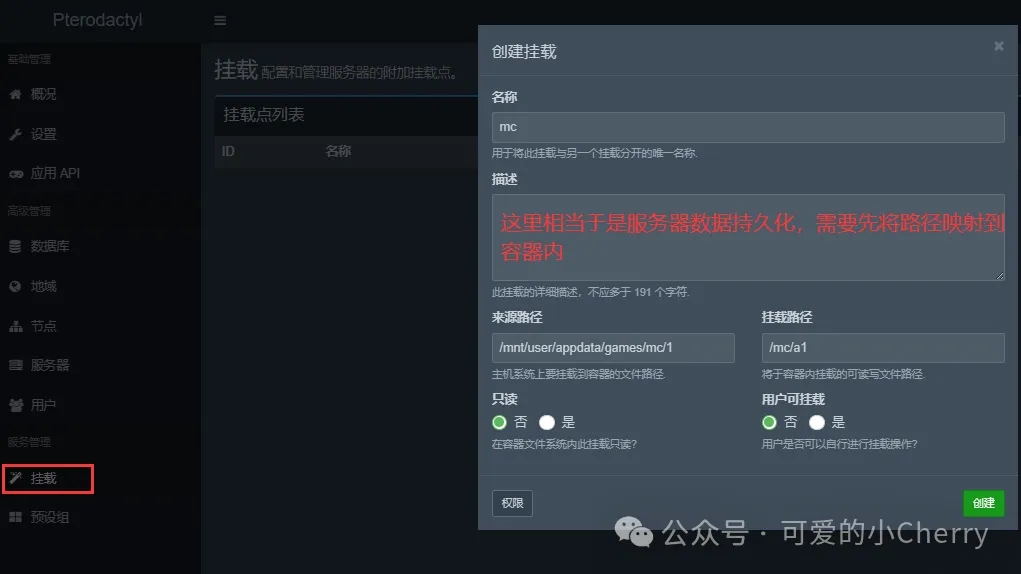 Pterodactyl
基础管理
概况
设置
应用 API
高级管理
数据库
地域
节点
服务器
用户
服务管理
挂载
预设组
挂载 配置和管理服务器的附加挂载点。
挂载点列表
ID 名称
创建挂载 ×
名称
mc
用于将此挂载与另一个挂载分开的唯一名称.
描述
这里相当于是服务器数据持久化，需要先将路径映射到
容器内
此挂载的详细描述，不应多于 191 个字符.
来源路径 挂载路径
/mnt/user/appdata/games/mc/1 /mc/a1
主机系统上要挂载到容器的文件路径. 将于容器内挂载的可读写文件路径.
只读 用户可挂载
否 是 否 是
在容器文件系统内此挂载只读? 用户是否可以自行进行挂载操作?
权限 创建
公众号 · 可爱的小Cherry